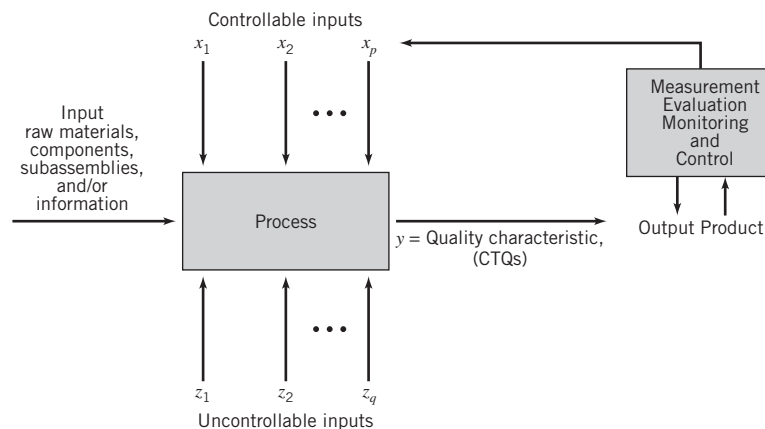 Controllable inputs
x1 x2 xp
Measurement
Evaluation
Monitoring
and
Control
Input
raw materials,
components,
subassemblies,
and/or
information
Process
Output Product
y = Quality characteristic,
(CTQs)
z1 z2 zq
Uncontrollable inputs